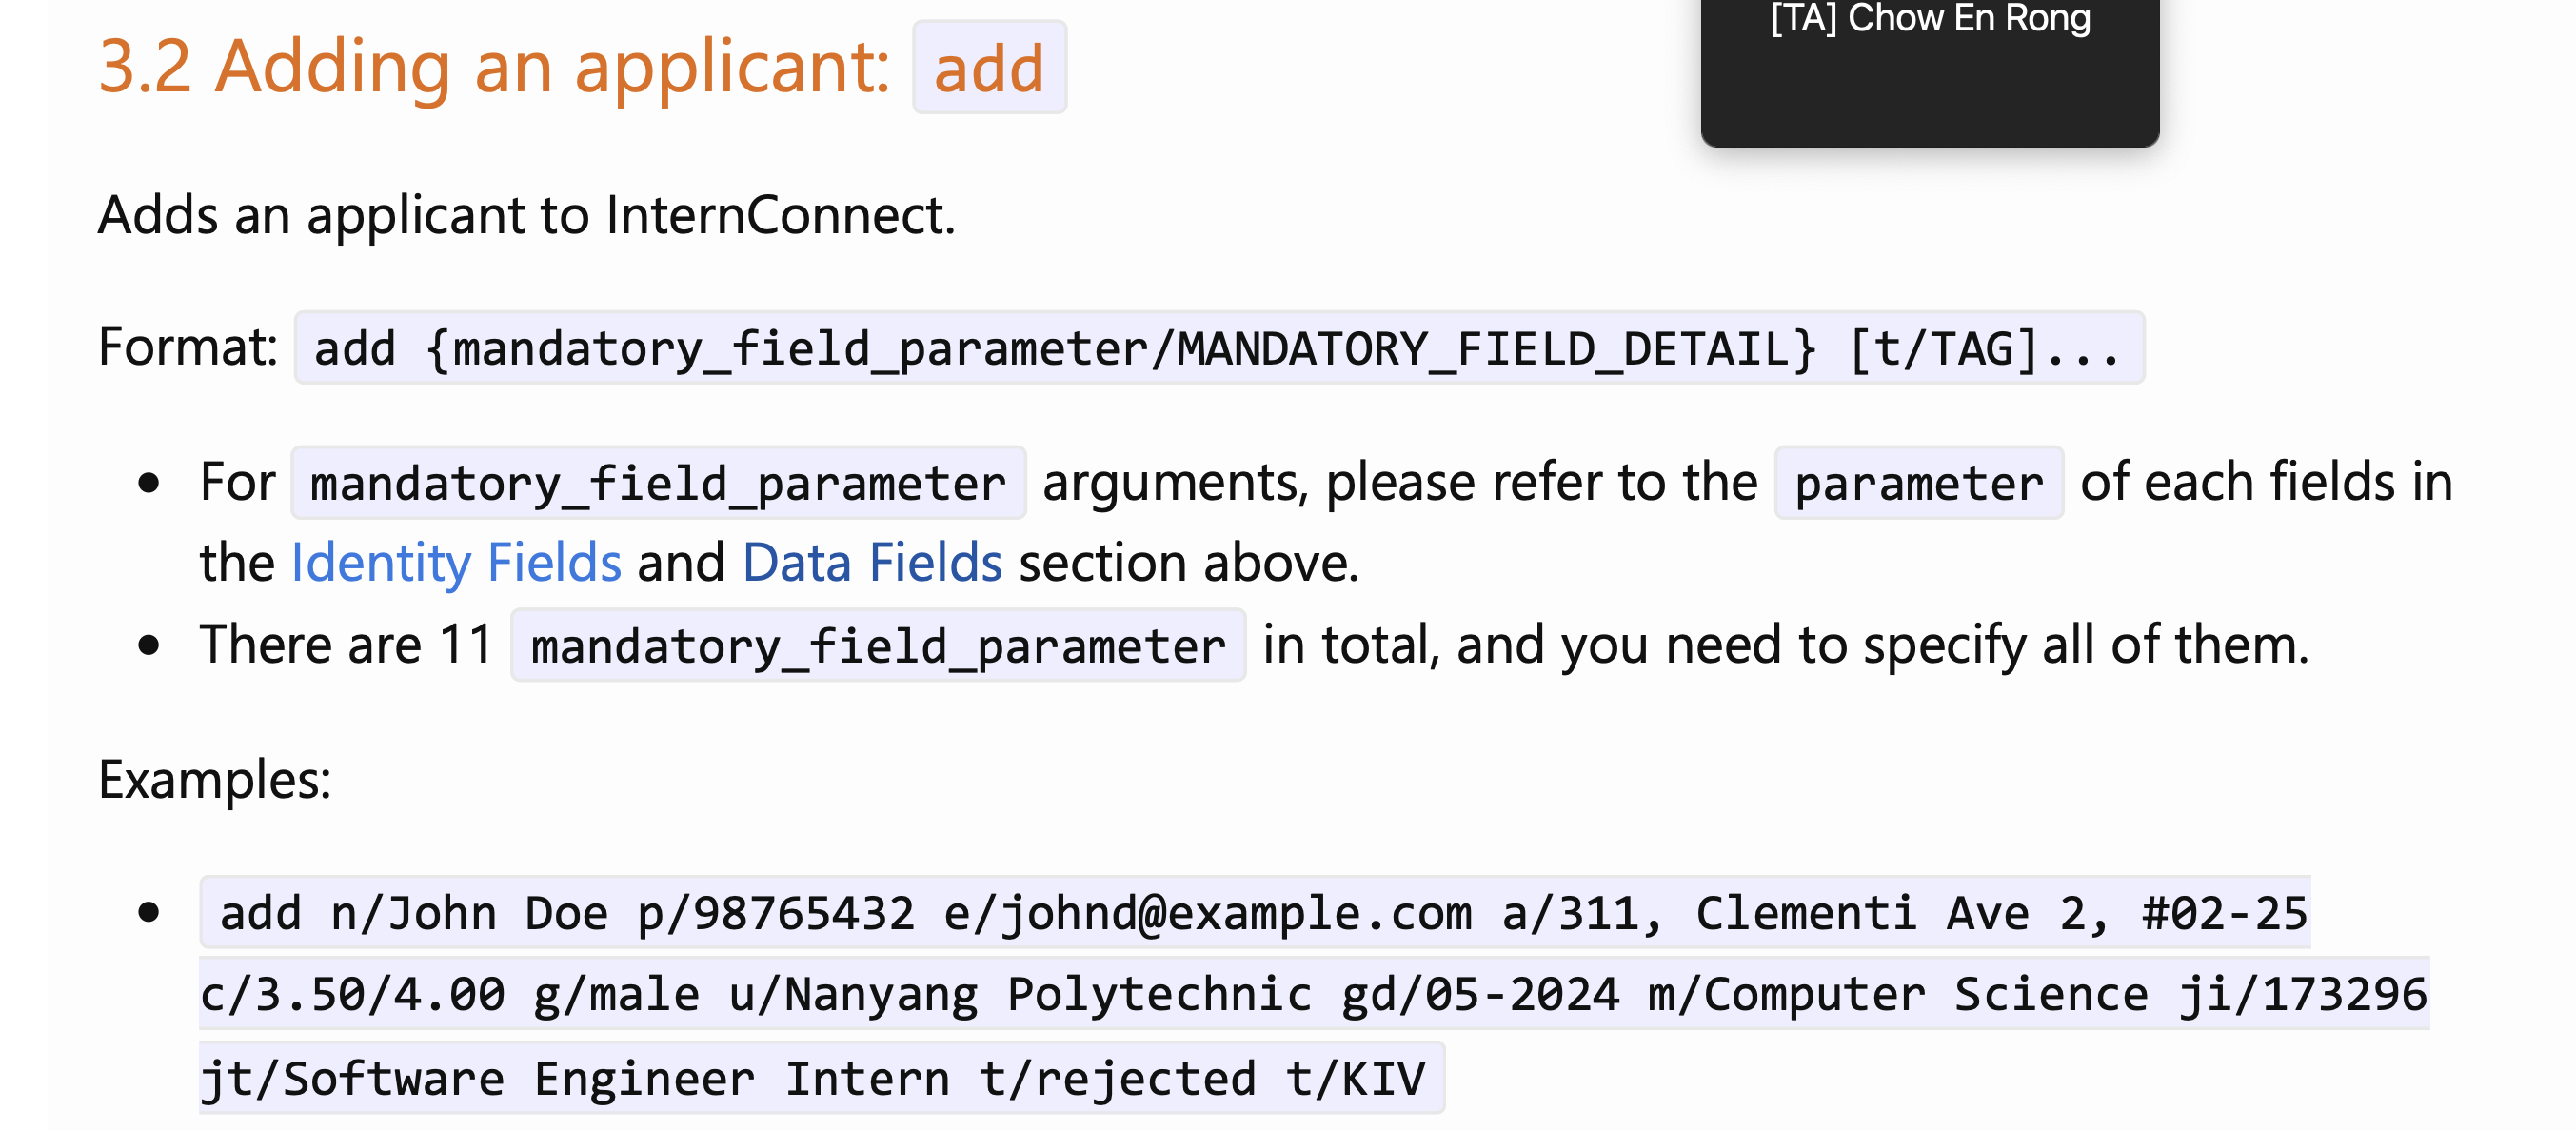 [TA] Chow En Rong
3.2 Adding an applicant: add
Adds an applicant to InternConnect.
Format: add {mandatory_field_parameter/MANDATORY_FIELD_DETAIL} [t/TAG]...
• For mandatory_field_parameter arguments, please refer to the parameter of each fields in
the Identity Fields and Data Fields section above.
• There are 11 mandatory_field_parameter in total, and you need to specify all of them.
Examples:
• add n/John Doe p/98765432 e/johnd@example.com a/311, Clementi Ave 2, #02-25
c/3.50/4.00 g/male u/Nanyang Polytechnic gd/05-2024 m/Computer Science ji/173296
jt/Software Engineer Intern t/rejected t/KIV